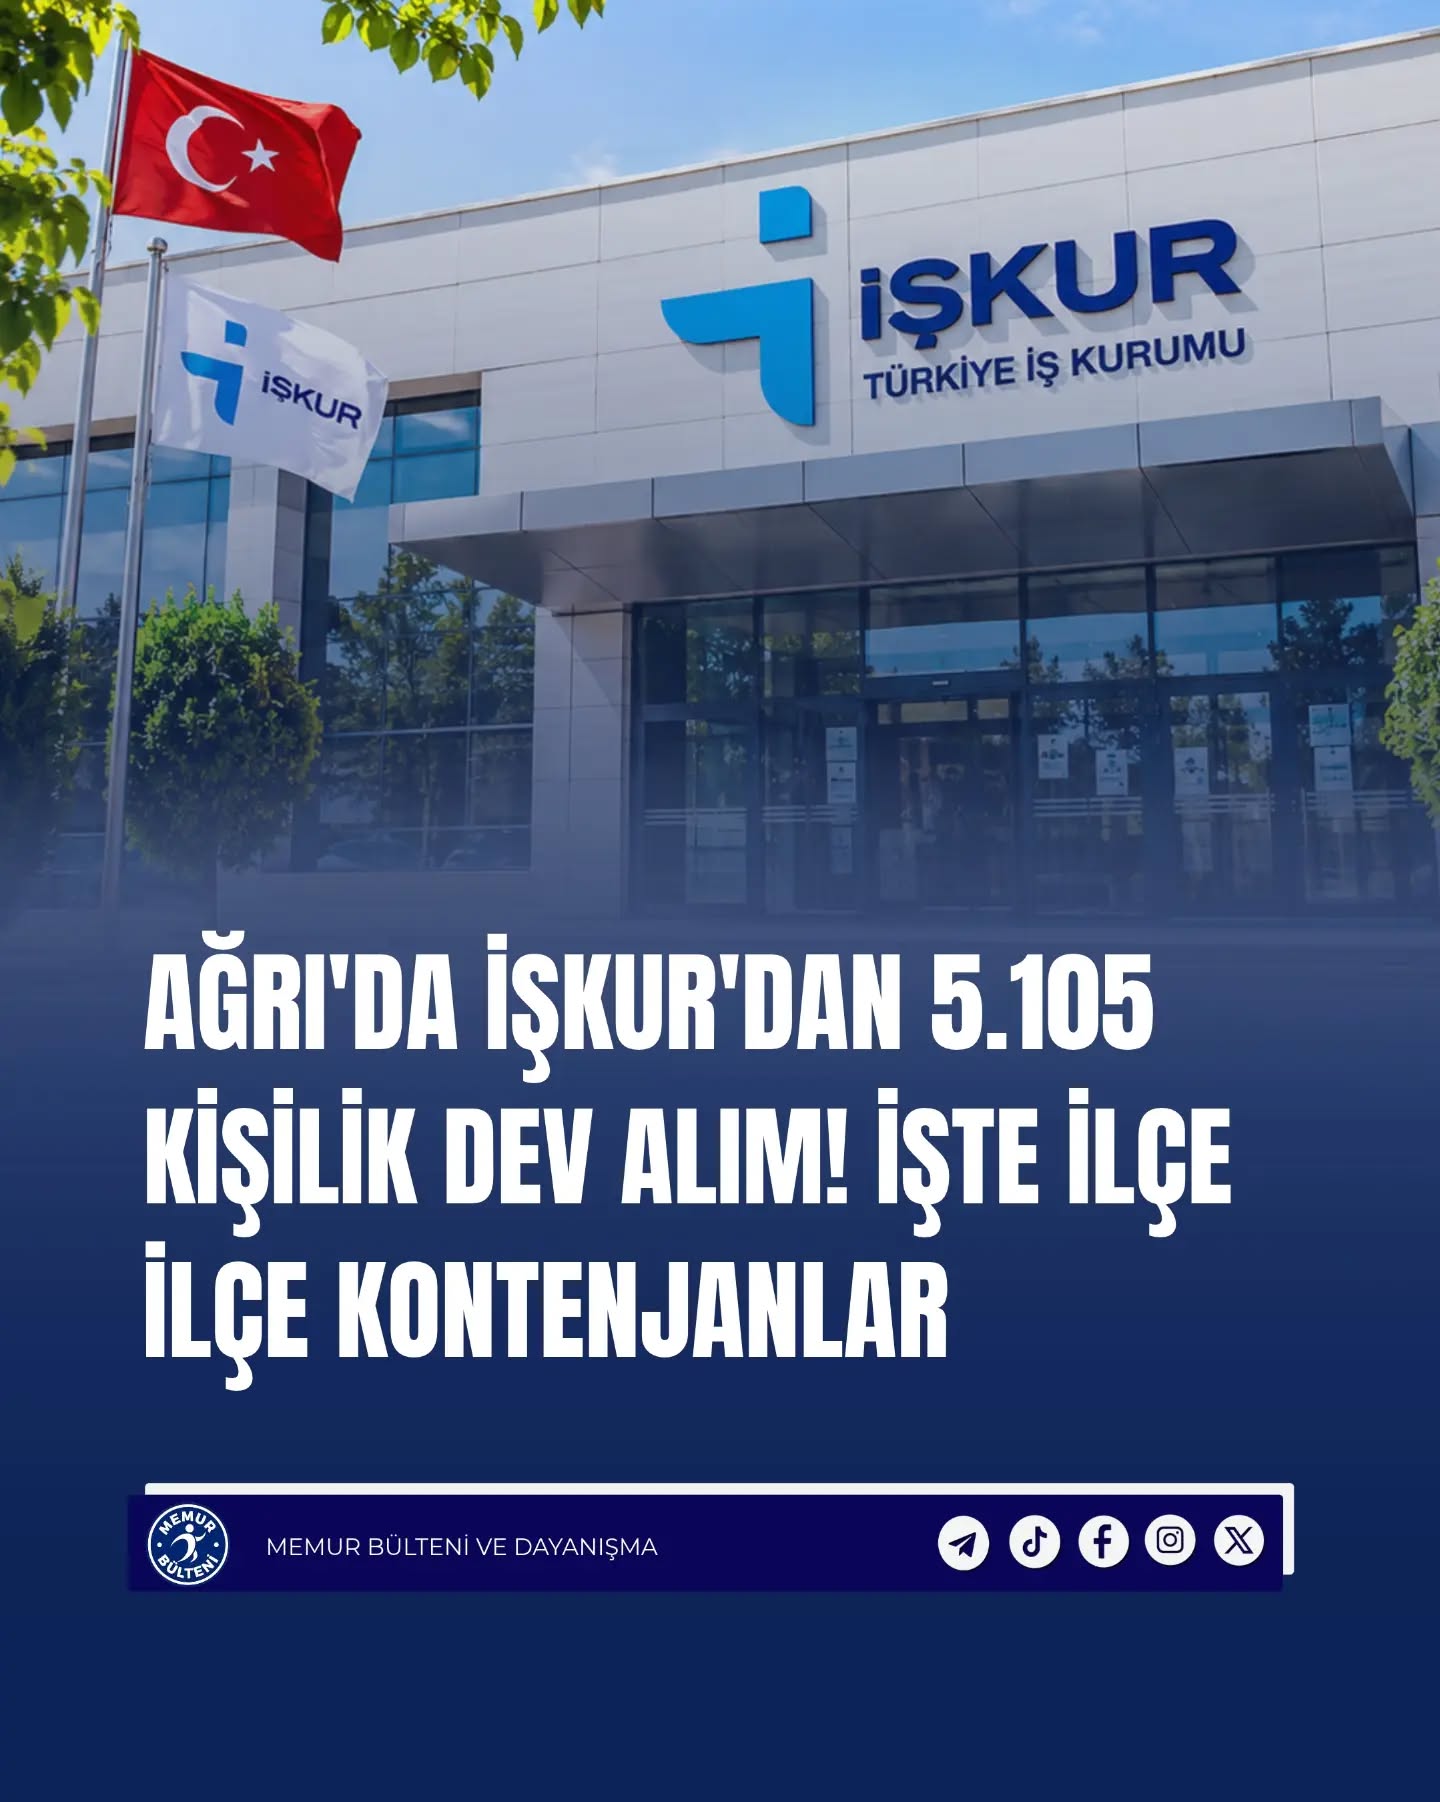 İŞKUR
TÜRKİYE İŞ KURUMU
İŞKUR
AĞRI'DA İŞKUR'DAN 5.105
KİŞİLİK DEV ALIM! İŞTE İLÇE
İLÇE KONTENJANLAR
MEMUR
BÜLTENİ
MEMUR BÜLTENİ VE DAYANIŞMA